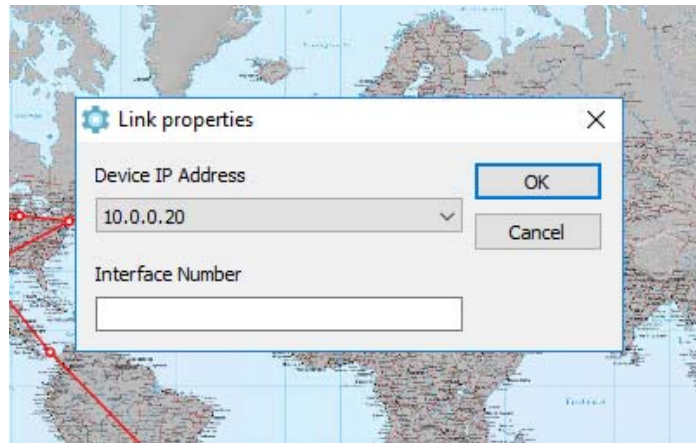 Link properties
Device IP Address
OK
10.0.0.20
Cancel
Interface Number